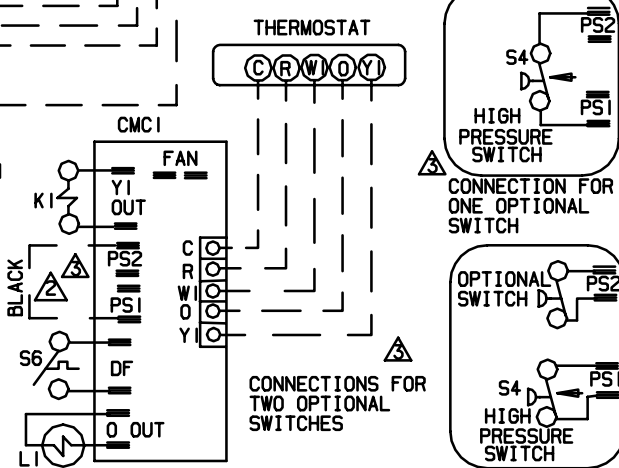 THERMOSTAT
C R W1 O Y1
CMC1
FAN
K1
Y1
OUT
PS2
3
2
BLACK
PS1
S6
DF
O OUT
L1
C
R
W1
O
Y1
3
CONNECTIONS FOR
TWO OPTIONAL
SWITCHES
PS2
S4
PS1
HIGH
PRESSURE
SWITCH
3
CONNECTION FOR
ONE OPTIONAL
SWITCH
OPTIONAL
SWITCH
PS2
PS1
S4
HIGH
PRESSURE
SWITCH